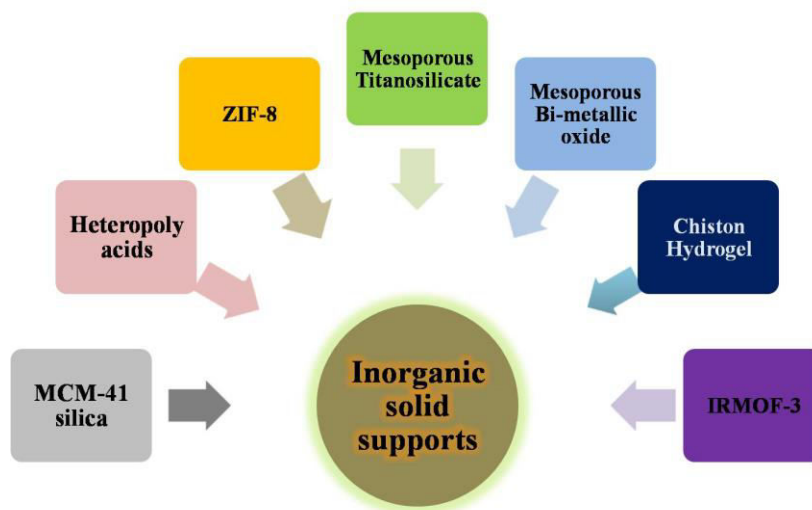 MCM-41
silica
Heteropoly
acids
ZIF-8
Mesoporous
Titanosilicate
Mesoporous
Bi-metallic
oxide
Chiston
Hydrogel
IRMOF-3
Inorganic
solid
supports